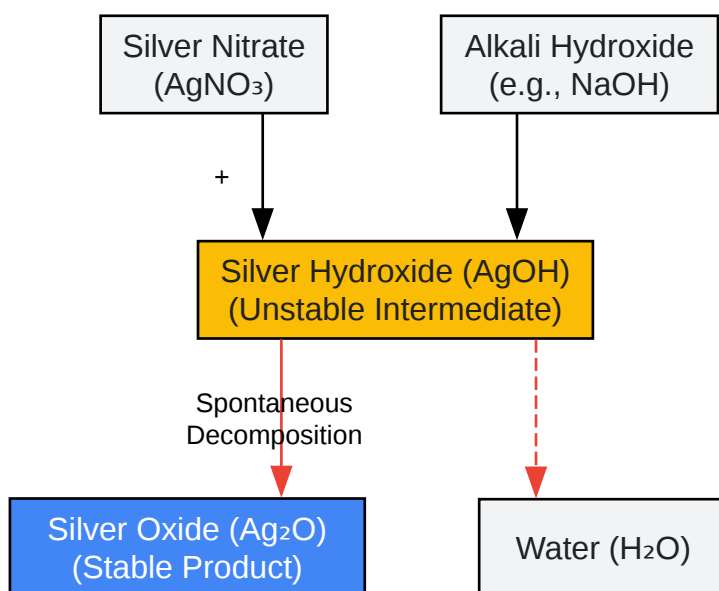 Silver Nitrate
(AgNO₃)
Alkali Hydroxide
(e.g., NaOH)
+
Silver Hydroxide (AgOH)
(Unstable Intermediate)
Spontaneous
Decomposition
Silver Oxide (Ag₂O)
(Stable Product)
Water (H₂O)